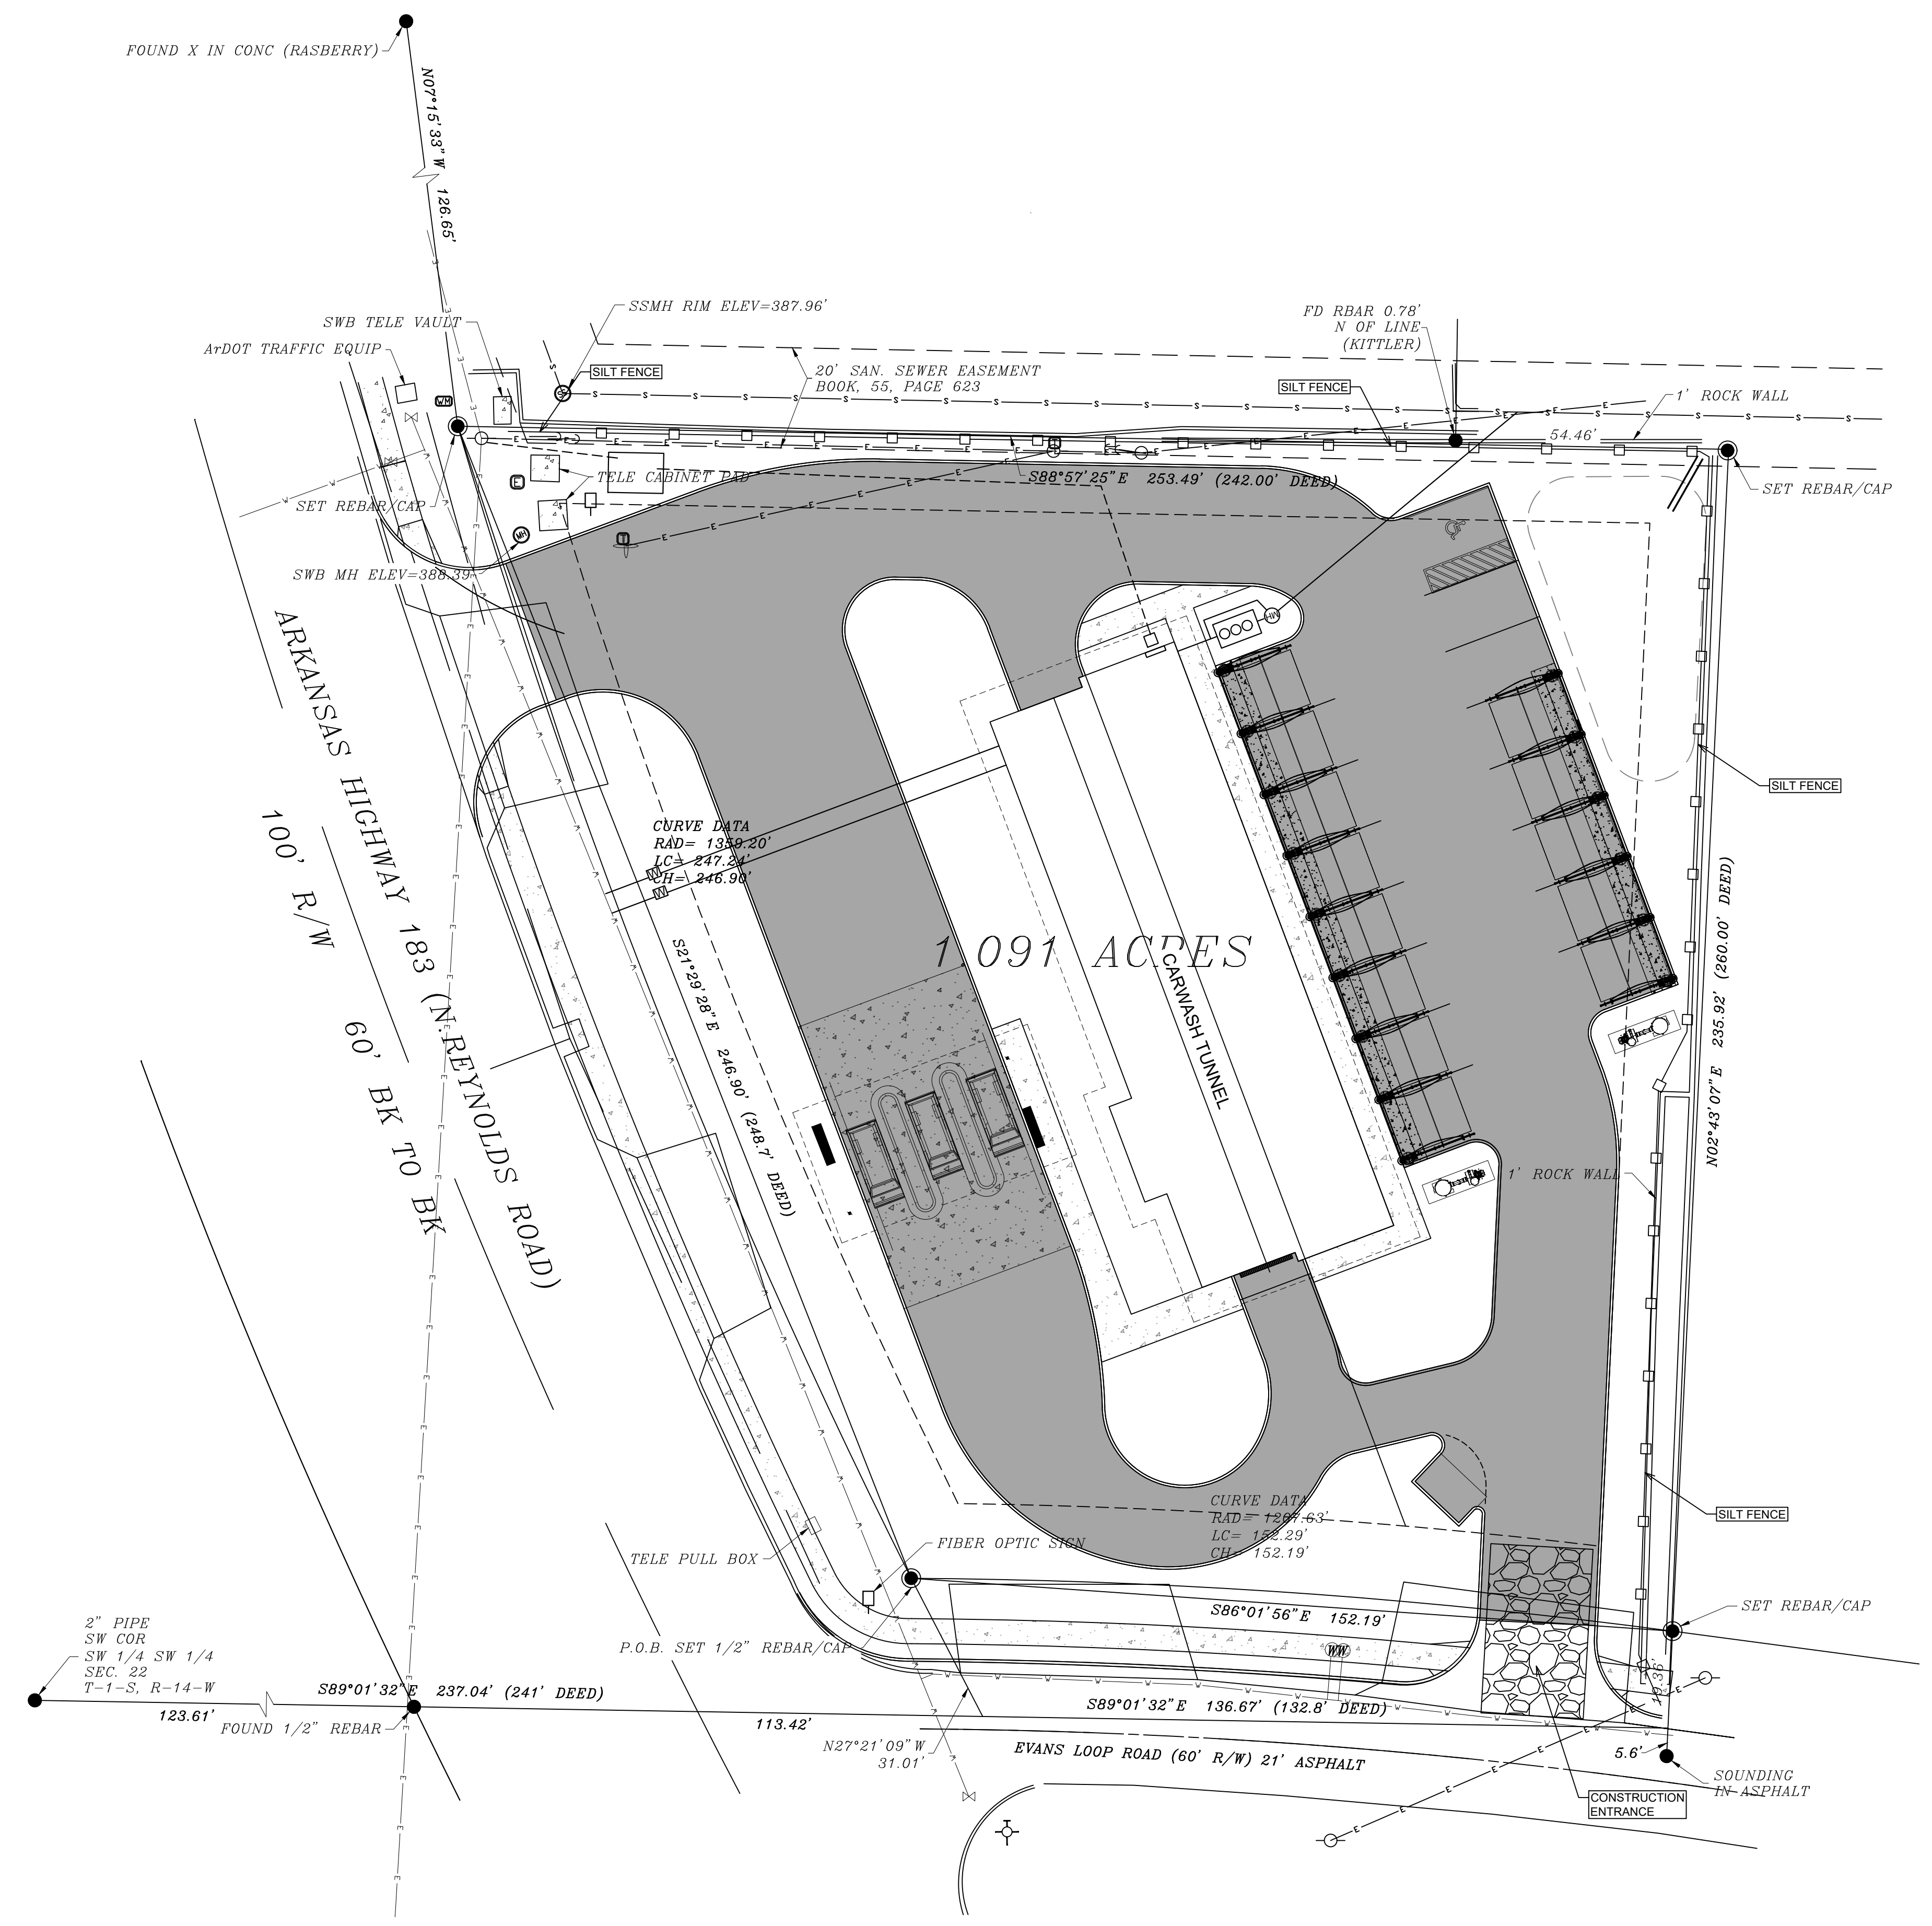 FOUND X IN CONC (RASBERRY)
N07°15'33"W 126.65'
SSMH RIM ELEV=387.96'
SWB TELE VAULT
ArDOT TRAFFIC EQUIP
SILT FENCE
20' SAN. SEWER EASEMENT
BOOK, 55, PAGE 623
FD RBAR 0.78'
N OF LINE
(KITTLER)
SILT FENCE
1' ROCK WALL
54.46'
WM
TELE CABINET PAD
S88°57'25"E 253.49' (242.00' DEED)
SET REBAR/CAP
SET REBAR/CAP
E
T
MH
SWB MH ELEV=388.39
ARKANSAS HIGHWAY 183 (N REYNOLDS ROAD)
100' R/W
60' BK TO BK
CURVE DATA
RAD= 1359.20'
LC= 247.24'
CH= 246.90'
SILT FENCE
S21°29'28"E 246.90' (248.7' DEED)
1 091 ACRES
CARWASH TUNNEL
N02°43'07"E 235.92' (260.00' DEED)
1' ROCK WALL
CURVE DATA
RAD= 1207.63'
LC= 152.29'
CH= 152.19'
SILT FENCE
FIBER OPTIC SIGN
TELE PULL BOX
S86°01'56"E 152.19'
SET REBAR/CAP
2" PIPE
SW COR
SW 1/4 SW 1/4
SEC. 22
T-1-S, R-14-W
P.O.B. SET 1/2" REBAR/CAP
WW
S89°01'32"E 237.04' (241' DEED)
123.61'
FOUND 1/2" REBAR
113.42'
S89°01'32"E 136.67' (132.8' DEED)
19.36'
N27°21'09"W
31.01'
EVANS LOOP ROAD (60' R/W) 21' ASPHALT
5.6'
SOUNDING
IN ASPHALT
CONSTRUCTION
ENTRANCE